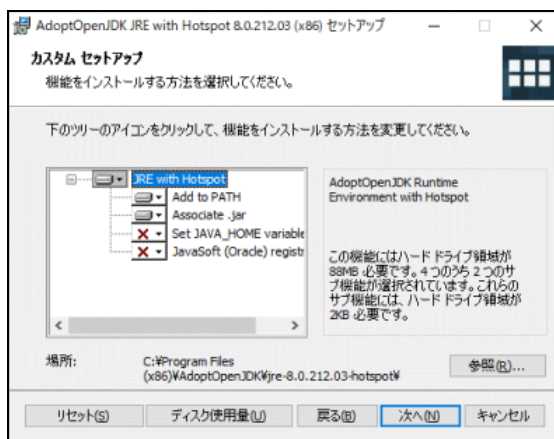 AdoptOpenJDK JRE with Hotspot 8.0.212.03 (x86) セットアップ
カスタム セットアップ
機能をインストールする方法を選択してください。
下のツリーのアイコンをクリックして、機能をインストールする方法を変更してください。
JRE with Hotspot
Add to PATH
Associate .jar
Set JAVA_HOME variable
JavaSoft (Oracle) registr
AdoptOpenJDK Runtime
Environment with Hotspot
この機能にはハード ドライブ領域が
88MB 必要です。4 つのうち 2 つのサ
ブ機能が選択されています。これらの
サブ機能には、ハード ドライブ領域が
2KB 必要です。
場所:
C:¥Program Files
(x86)¥AdoptOpenJDK¥jre-8.0.212.03-hotspot¥
参照(R)...
リセット(S)
ディスク使用量(U)
戻る(B)
次へ(N)
キャンセル